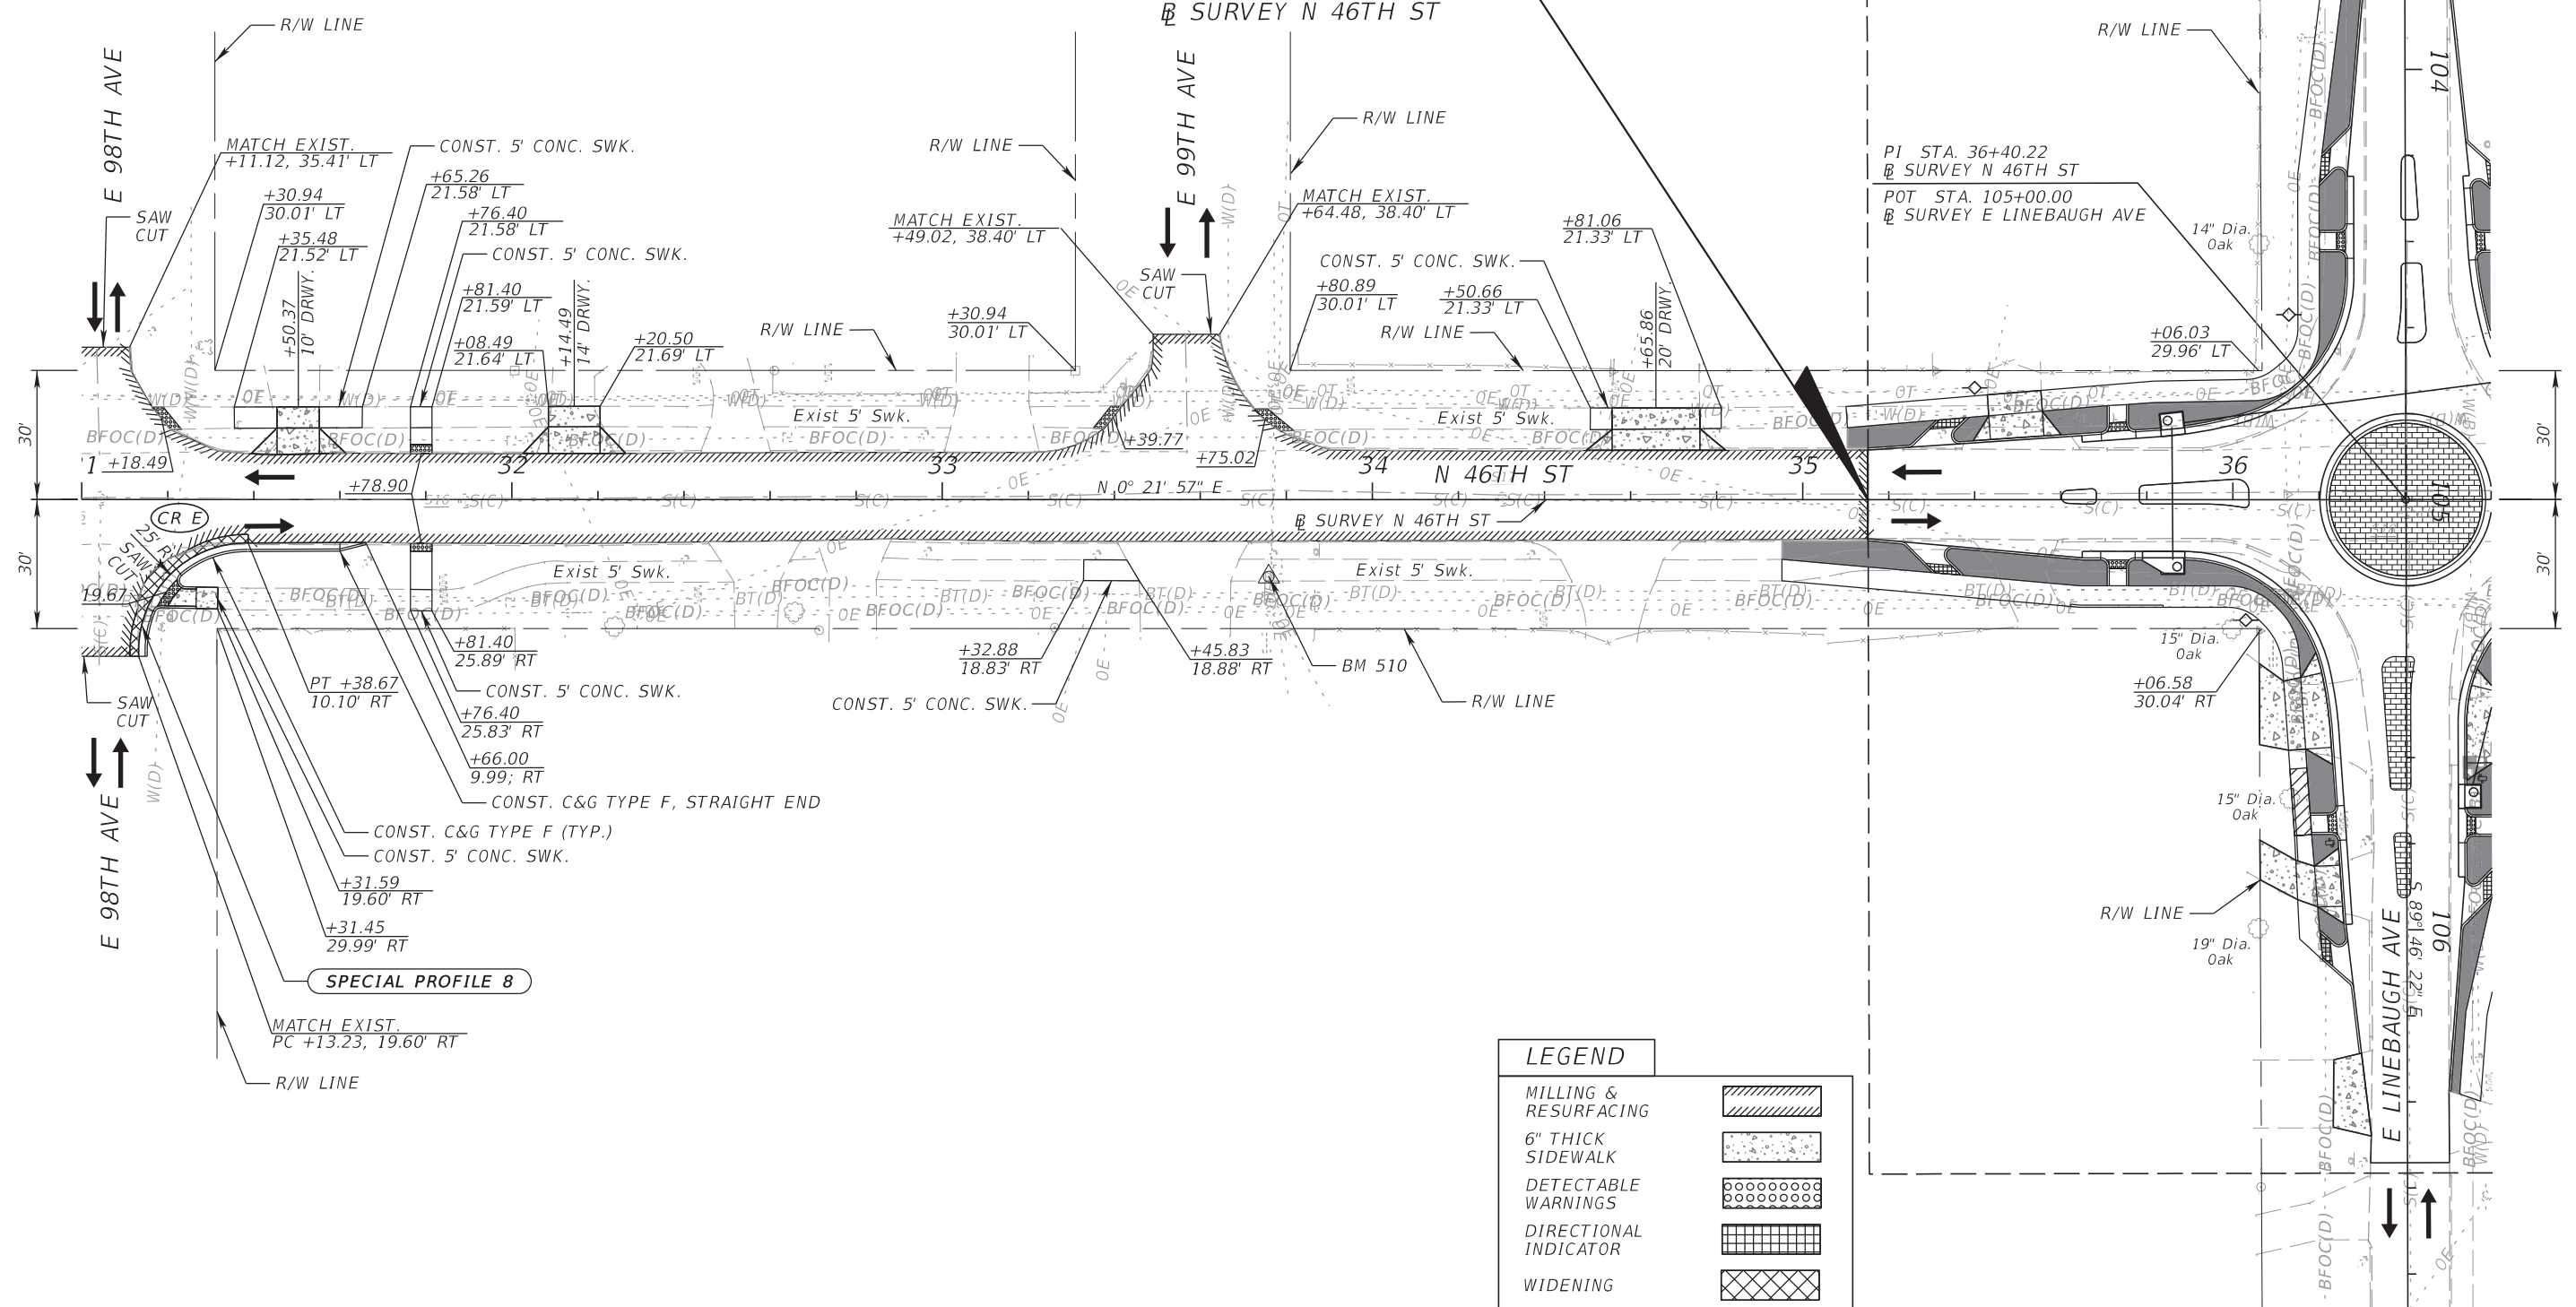 R/W LINE
℄ SURVEY N 46TH ST
R/W LINE
104
E 98TH AVE
E 99TH AVE
R/W LINE
R/W LINE
MATCH EXIST.
+11.12, 35.41' LT
CONST. 5' CONC. SWK.
PI STA. 36+40.22
℄ SURVEY N 46TH ST
POT STA. 105+00.00
℄ SURVEY E LINEBAUGH AVE
+30.94
30.01' LT
+65.26
21.58' LT
+76.40
21.58' LT
SAW
CUT
+35.48
21.52' LT
CONST. 5' CONC. SWK.
MATCH EXIST.
+49.02, 38.40' LT
MATCH EXIST.
+64.48, 38.40' LT
+81.06
21.33' LT
14" Dia.
Oak
SAW
CUT
CONST. 5' CONC. SWK.
+50.37
10' DRWY.
+81.40
21.59' LT
+14.49
14' DRWY.
+08.49
21.64' LT
+20.50
21.69' LT
R/W LINE
+30.94
30.01' LT
+80.89
30.01' LT
+50.66
21.33' LT
R/W LINE
+65.86
20' DRWY.
+06.03
29.96' LT
W(D)
OT
OE
BFOC(D)
30'
Exist 5' Swk.
Exist 5' Swk.
30'
1
+18.49
32
33
+39.77
+75.02
34
N 46TH ST
35
36
+78.90
N 0° 21' 57" E
S(C)
105
CR E
℄ SURVEY N 46TH ST
25' R
SAW
CUT
30'
Exist 5' Swk.
Exist 5' Swk.
30'
19.67
BT(D)
+81.40
25.89' RT
+32.88
18.83' RT
+45.83
18.88' RT
BM 510
15" Dia.
Oak
PT +38.67
10.10' RT
CONST. 5' CONC. SWK.
CONST. 5' CONC. SWK.
R/W LINE
+06.58
30.04' RT
SAW
CUT
+76.40
25.83' RT
+66.00
9.99; RT
CONST. C&G TYPE F, STRAIGHT END
15" Dia.
Oak
E 98TH AVE
CONST. C&G TYPE F (TYP.)
CONST. 5' CONC. SWK.
+31.59
19.60' RT
+31.45
29.99' RT
R/W LINE
19" Dia.
Oak
E LINEBAUGH AVE
S 89° 46' 22" E
106
SPECIAL PROFILE 8
MATCH EXIST.
PC +13.23, 19.60' RT
R/W LINE
LEGEND
MILLING &
RESURFACING
6" THICK
SIDEWALK
DETECTABLE
WARNINGS
DIRECTIONAL
INDICATOR
WIDENING